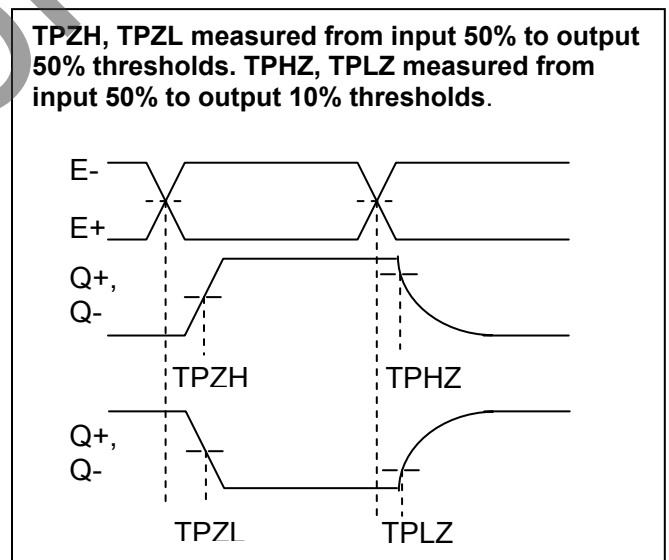 TPZH, TPZL measured from input 50% to output
50% thresholds. TPHZ, TPLZ measured from
input 50% to output 10% thresholds.
E-
E+
Q+,
Q-
TPZH
TPHZ
Q+,
Q-
TPZL
TPLZ